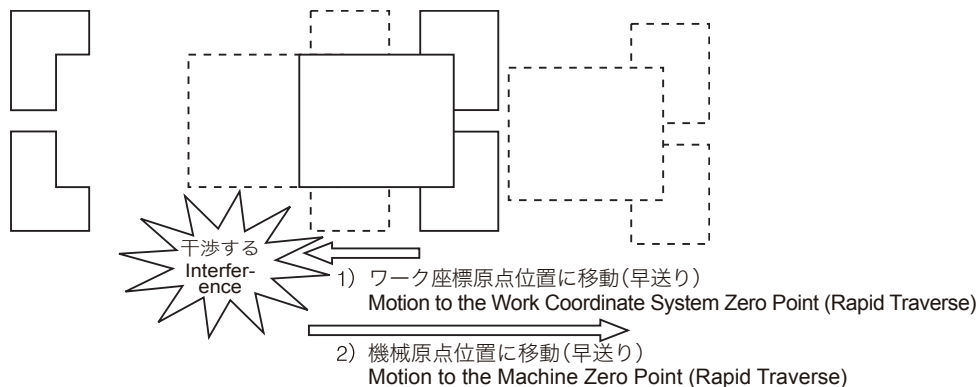 干渉する
Interfer-
ence
1) ワーク座標原点位置に移動(早送り)
Motion to the Work Coordinate System Zero Point (Rapid Traverse)
2) 機械原点位置に移動(早送り)
Motion to the Machine Zero Point (Rapid Traverse)